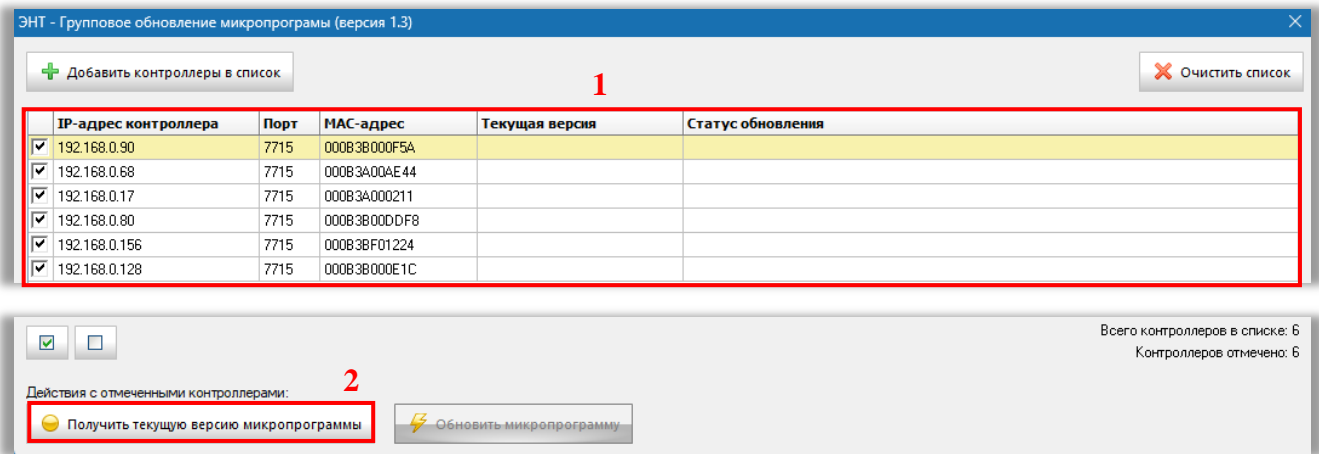 ЭНТ - Групповое обновление микропрограмы (версия 1.3)
Добавить контроллеры в список
Очистить список
1
IP-адрес контроллера Порт MAC-адрес Текущая версия Статус обновления
192.168.0.90 7715 000B3B000F5A
192.168.0.68 7715 000B3A00AE44
192.168.0.17 7715 000B3A000211
192.168.0.80 7715 000B3B00DDF8
192.168.0.156 7715 000B3BF01224
192.168.0.128 7715 000B3B000E1C
Всего контроллеров в списке: 6
Контроллеров отмечено: 6
Действия с отмеченными контроллерами:
2
Получить текущую версию микропрограммы
Обновить микропрограмму